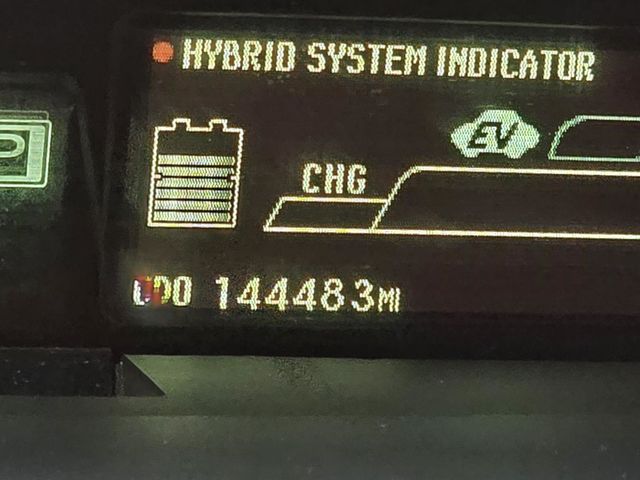 HYBRID SYSTEM INDICATOR
P
EV
CHG
ODO 144483MI